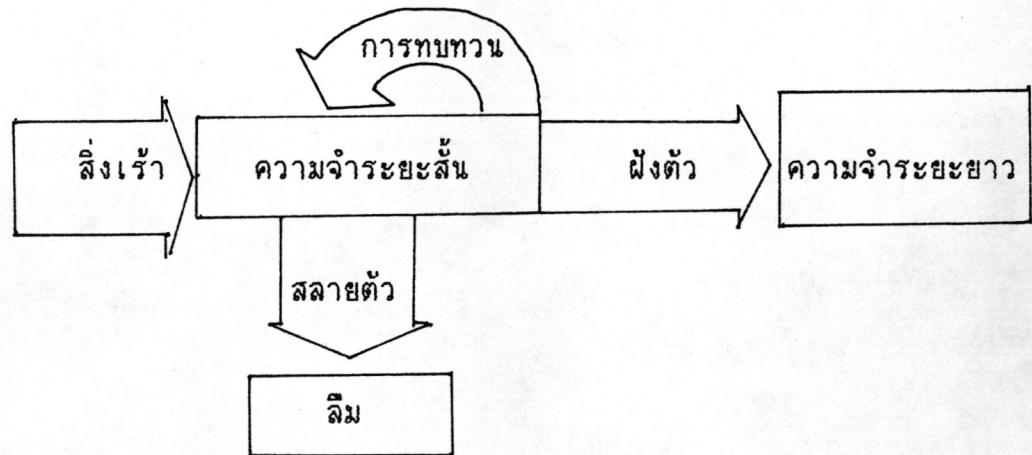 การทบทวน
สิ่งเร้า
ความจำระยะสั้น
ฝังตัว
ความจำระยะยาว
สลายตัว
ลืม